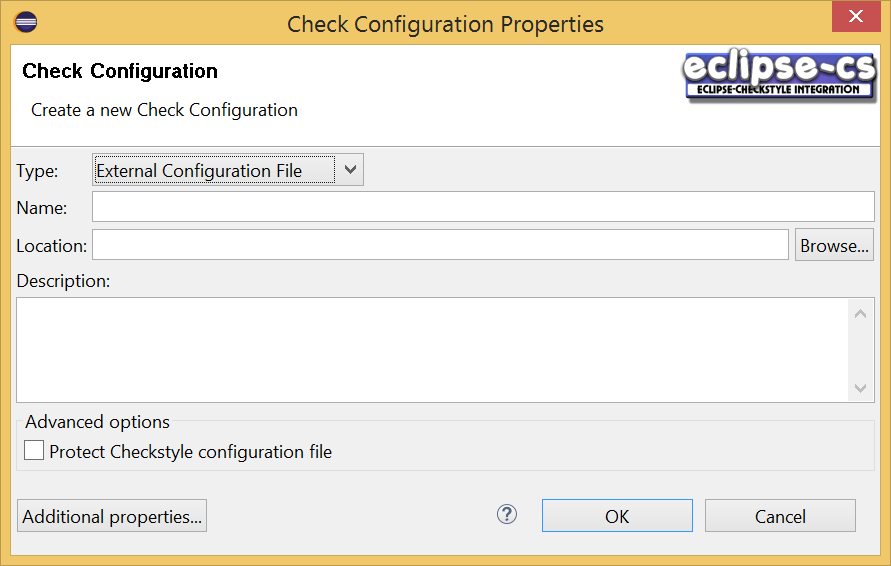 Check Configuration Properties
Check Configuration
eclipse-cs
ECLIPSE-CHECKSTYLE INTEGRATION
Create a new Check Configuration
Type: External Configuration File
Name:
Location: Browse...
Description:
Advanced options
Protect Checkstyle configuration file
Additional properties... ? OK Cancel